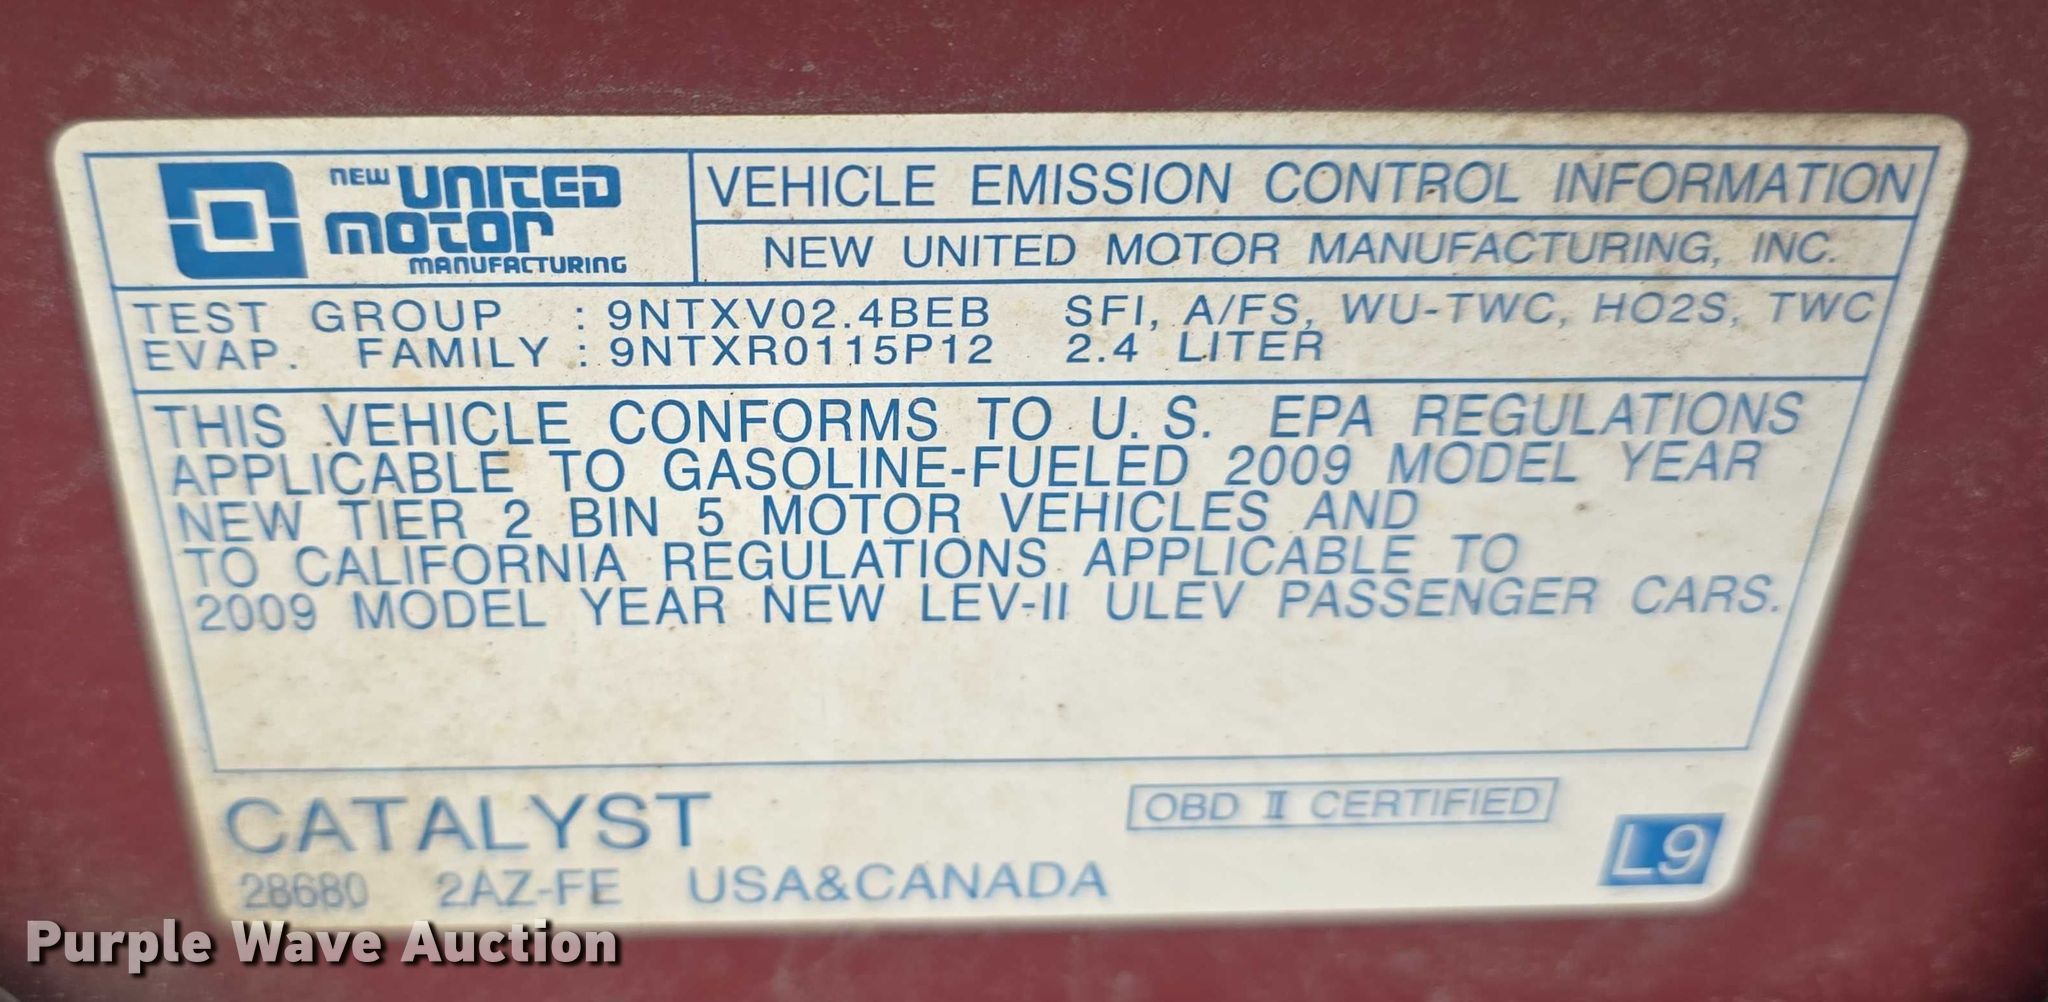 NEW UNITED
MOTOR
MANUFACTURING
VEHICLE EMISSION CONTROL INFORMATION
NEW UNITED MOTOR MANUFACTURING, INC.
TEST GROUP : 9NTXV02.4BEB SFI, A/FS, WU-TWC, HO2S, TWC
EVAP. FAMILY : 9NTXR0115P12 2.4 LITER
THIS VEHICLE CONFORMS TO U.S. EPA REGULATIONS
APPLICABLE TO GASOLINE-FUELED 2009 MODEL YEAR
NEW TIER 2 BIN 5 MOTOR VEHICLES AND
TO CALIFORNIA REGULATIONS APPLICABLE TO
2009 MODEL YEAR NEW LEV-II ULEV PASSENGER CARS.
CATALYST
OBD II CERTIFIED
28680 2AZ-FE USA&CANADA
L9
Purple Wave Auction